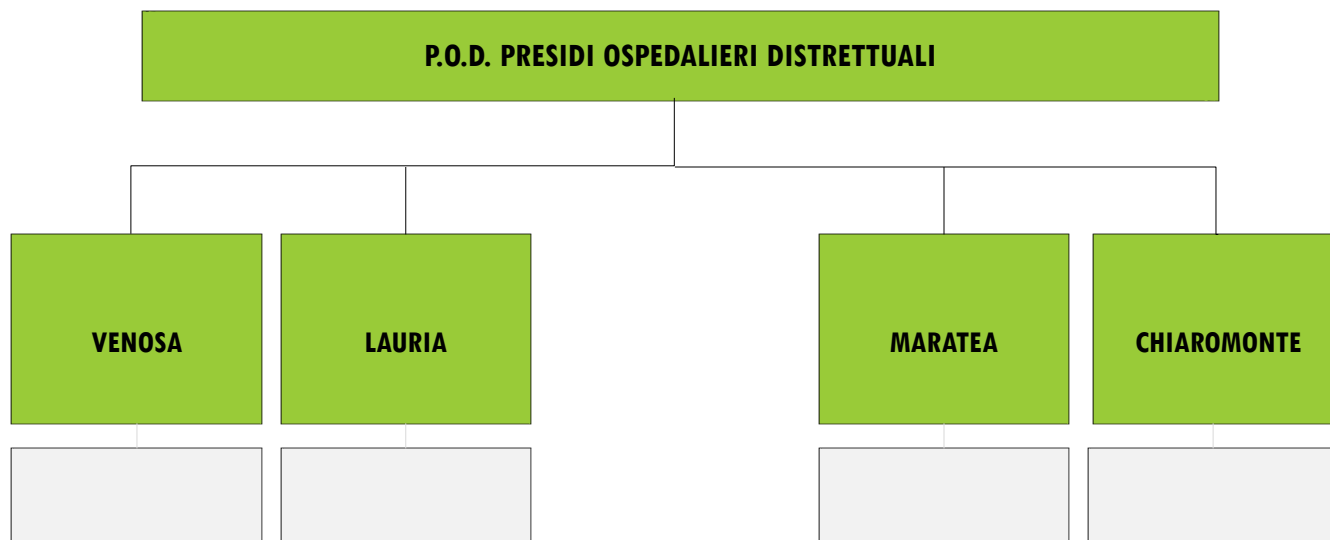 P.O.D. PRESIDI OSPEDALIERI DISTRETTUALI
VENOSA
LAURIA
MARATEA
CHIAROMONTE